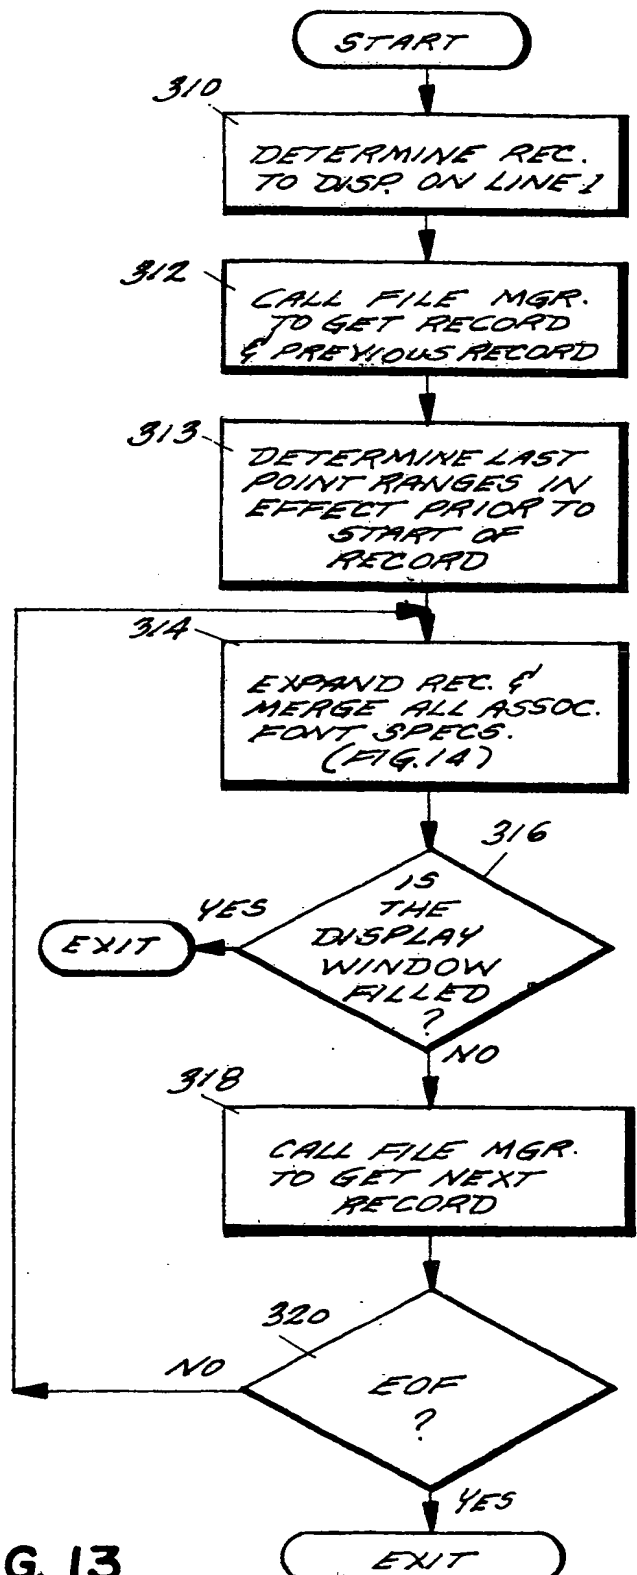 START
310
DETERMINE REC.
TO DISP. ON LINE 1
312
CALL FILE MGR.
TO GET RECORD
& PREVIOUS RECORD
313
DETERMINE LAST
POINT RANGES IN
EFFECT PRIOR TO
START OF
RECORD
314
EXPAND REC. &
MERGE ALL ASSOC.
FONT SPECS.
(FIG.14)
316
IS
THE
DISPLAY
WINDOW
FILLED
?
YES
EXIT
NO
318
CALL FILE MGR.
TO GET NEXT
RECORD
320
EOF
?
NO
YES
EXIT
G. 13